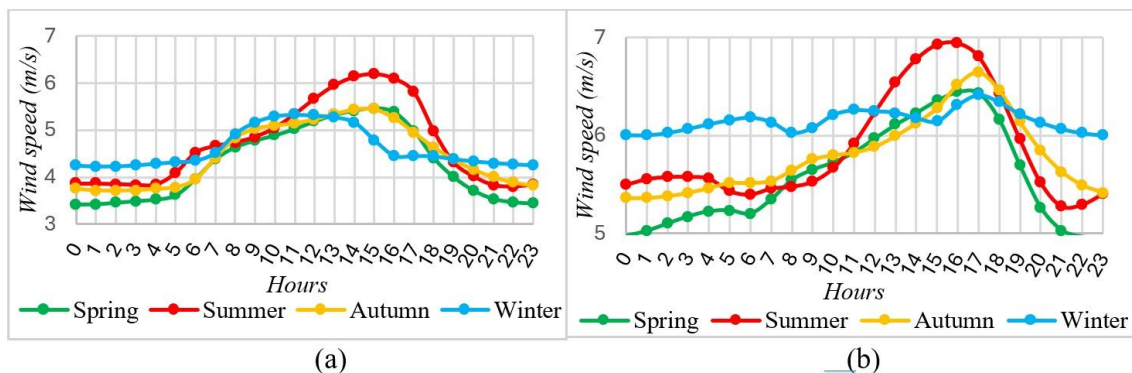 7
6
5
4
3
Wind speed (m/s)
0 1 2 3 4 5 6 7 8 9 10 11 12 13 14 15 16 17 18 19 20 21 22 23
Hours
Spring Summer Autumn Winter
(a)
7
6
5
Wind speed (m/s)
0 1 2 3 4 5 6 7 8 9 10 11 12 13 14 15 16 17 18 19 20 21 22 23
Hours
Spring Summer Autumn Winter
(b)